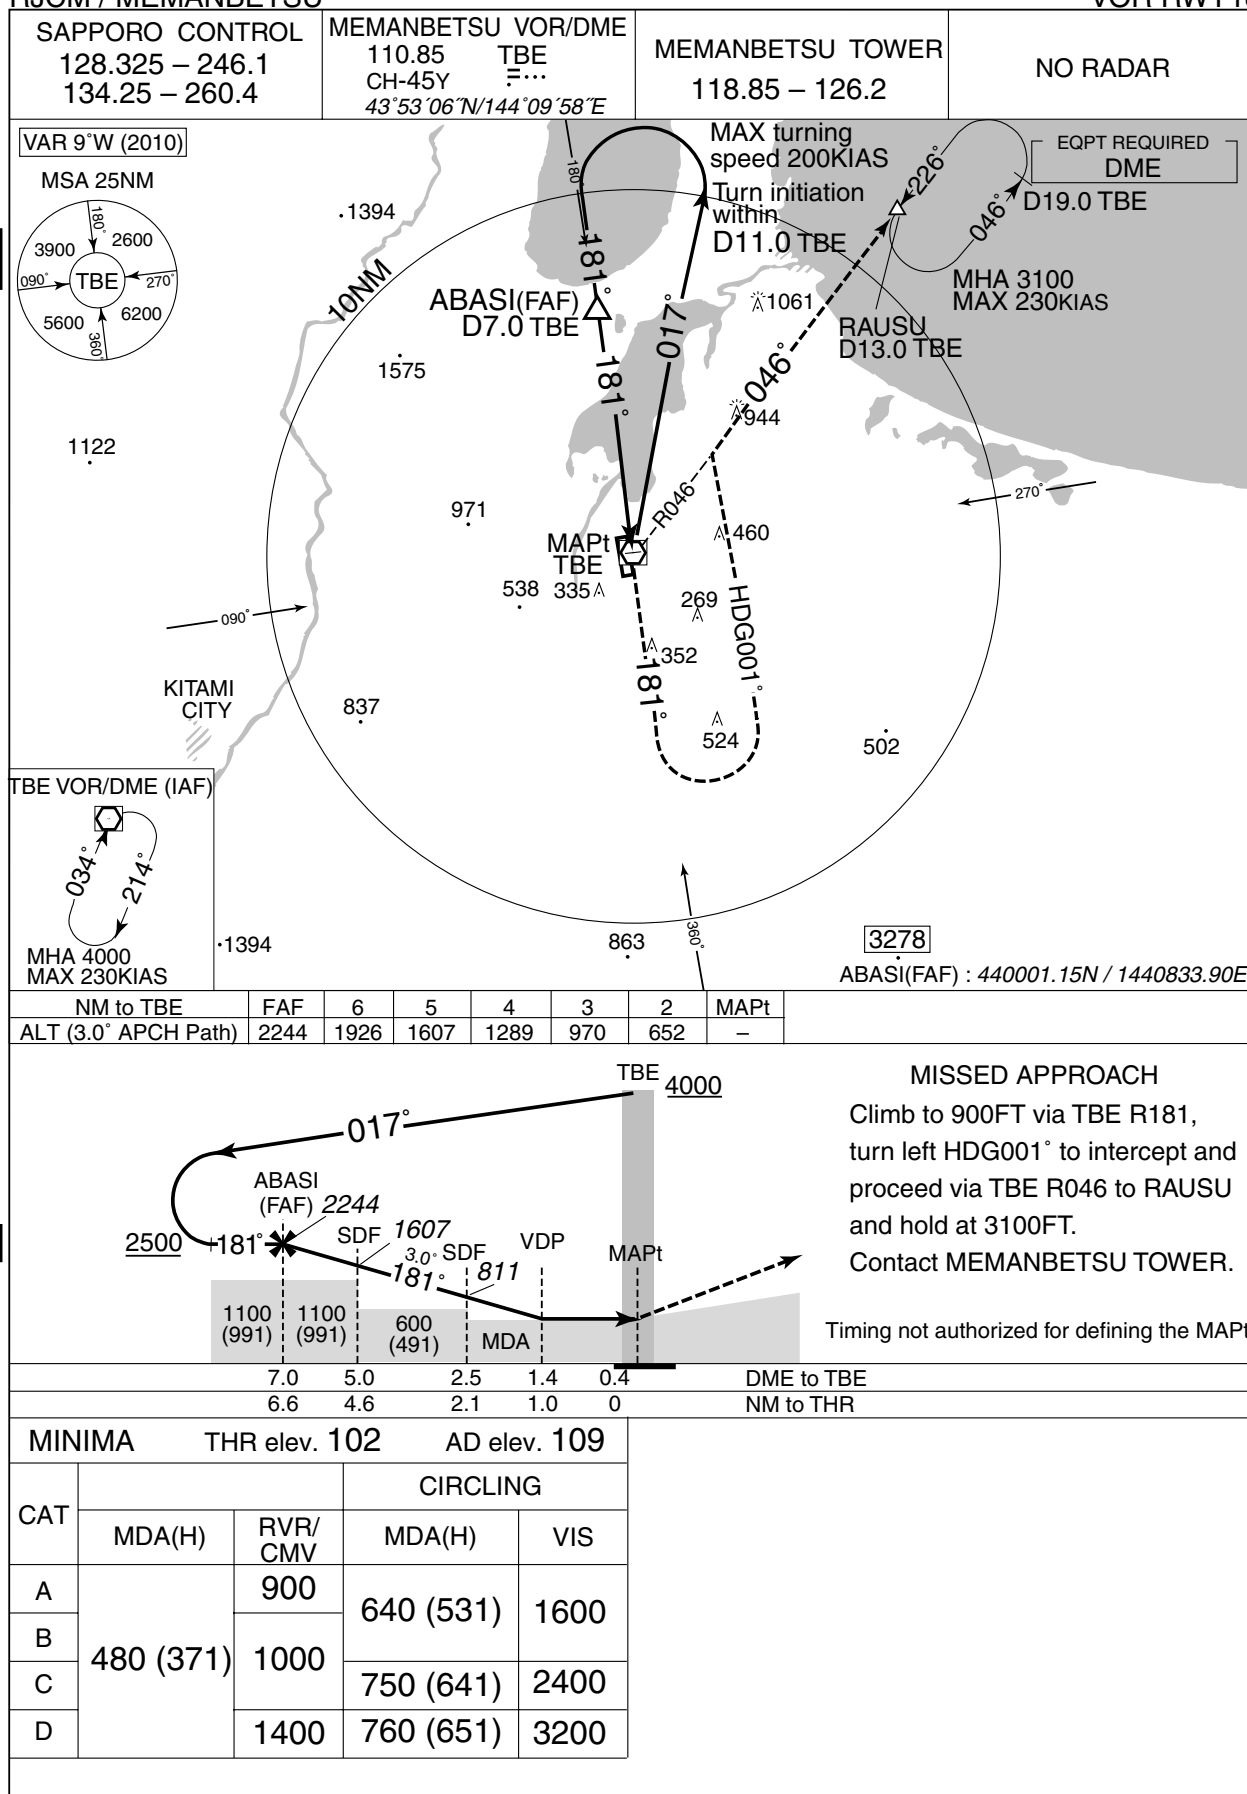 RJCM / MEMANBETSU
VOR RWY18
SAPPORO CONTROL
128.325 – 246.1
134.25 – 260.4
MEMANBETSU VOR/DME
110.85 TBE
CH-45Y
43°53´06˝N/144°09´58˝E
MEMANBETSU TOWER
118.85 – 126.2
NO RADAR
VAR 9°W (2010)
MSA 25NM
180°
3900
2600
090°
TBE
270°
5600
6200
360°
1394
10NM
180°
MAX turning
speed 200KIAS
Turn initiation
within
D11.0 TBE
EQPT REQUIRED
DME
226°
046°
D19.0 TBE
MHA 3100
MAX 230KIAS
RAUSU
D13.0 TBE
181°
ABASI(FAF)
D7.0 TBE
017°
1061
181°
046°
1575
944
1122
971
R046
270°
460
MAPt
TBE
538
335
269
HDG001°
090°
352
181°
KITAMI
CITY
837
524
502
TBE VOR/DME (IAF)
034°
214°
MHA 4000
MAX 230KIAS
1394
863
360°
3278
ABASI(FAF) : 440001.15N / 1440833.90E
NM to TBE FAF 6 5 4 3 2 MAPt
ALT (3.0° APCH Path) 2244 1926 1607 1289 970 652 –
TBE
4000
017°
ABASI
(FAF)
2244
2500
181°
SDF
1607
3.0°
181°
SDF
811
VDP
MAPt
1100
(991)
1100
(991)
600
(491)
MDA
MISSED APPROACH
Climb to 900FT via TBE R181,
turn left HDG001° to intercept and
proceed via TBE R046 to RAUSU
and hold at 3100FT.
Contact MEMANBETSU TOWER.
Timing not authorized for defining the MAPt
7.0 5.0 2.5 1.4 0.4 DME to TBE
6.6 4.6 2.1 1.0 0 NM to THR
MINIMA THR elev. 102 AD elev. 109
CIRCLING
CAT MDA(H) RVR/
CMV MDA(H) VIS
A 900
640 (531) 1600
B
480 (371) 1000
C 750 (641) 2400
D 1400 760 (651) 3200